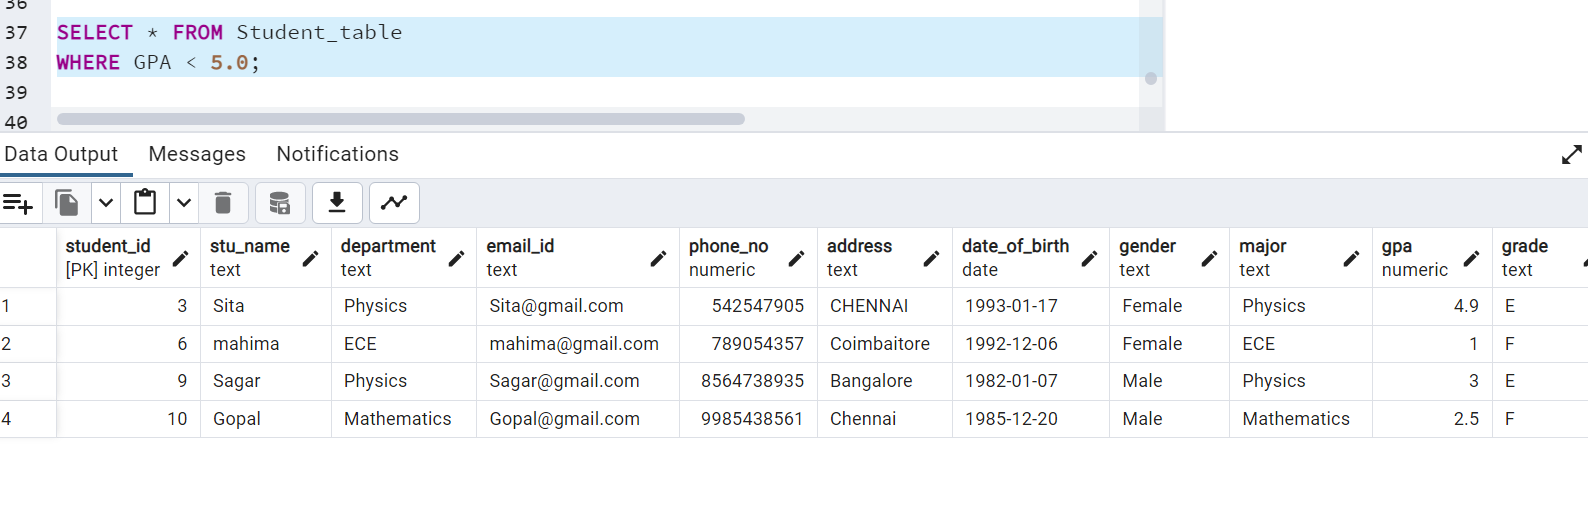 36
37 SELECT * FROM Student_table
38 WHERE GPA < 5.0;
39
40
Data Output Messages Notifications
student_id stu_name department email_id phone_no address date_of_birth gender major gpa grade
[PK] integer text text text numeric text date text text numeric text
1 3 Sita Physics Sita@gmail.com 542547905 CHENNAI 1993-01-17 Female Physics 4.9 E
2 6 mahima ECE mahima@gmail.com 789054357 Coimbaitore 1992-12-06 Female ECE 1 F
3 9 Sagar Physics Sagar@gmail.com 8564738935 Bangalore 1982-01-07 Male Physics 3 E
4 10 Gopal Mathematics Gopal@gmail.com 9985438561 Chennai 1985-12-20 Male Mathematics 2.5 F